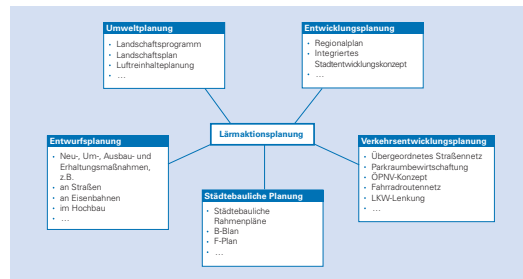 Umweltplanung
· Landschaftsprogramm
· Landschaftsplan
· Luftreinhalteplanung
· …
Entwicklungsplanung
· Regionalplan
· Integriertes
Stadtentwicklungskonzept
· …
Lärmaktionsplanung
Entwurfsplanung
· Neu-, Um-, Ausbau- und
Erhaltungsmaßnahmen,
z.B.
· an Straßen
· an Eisenbahnen
· im Hochbau
· …
Städtebauliche Planung
· Städtebauliche
Rahmenpläne
· B-Blan
· F-Plan
· …
Verkehrsentwicklungsplanung
· Übergeordnetes Straßennetz
· Parkraumbewirtschaftung
· ÖPNV-Konzept
· Fahrradroutennetz
· LKW-Lenkung
· …